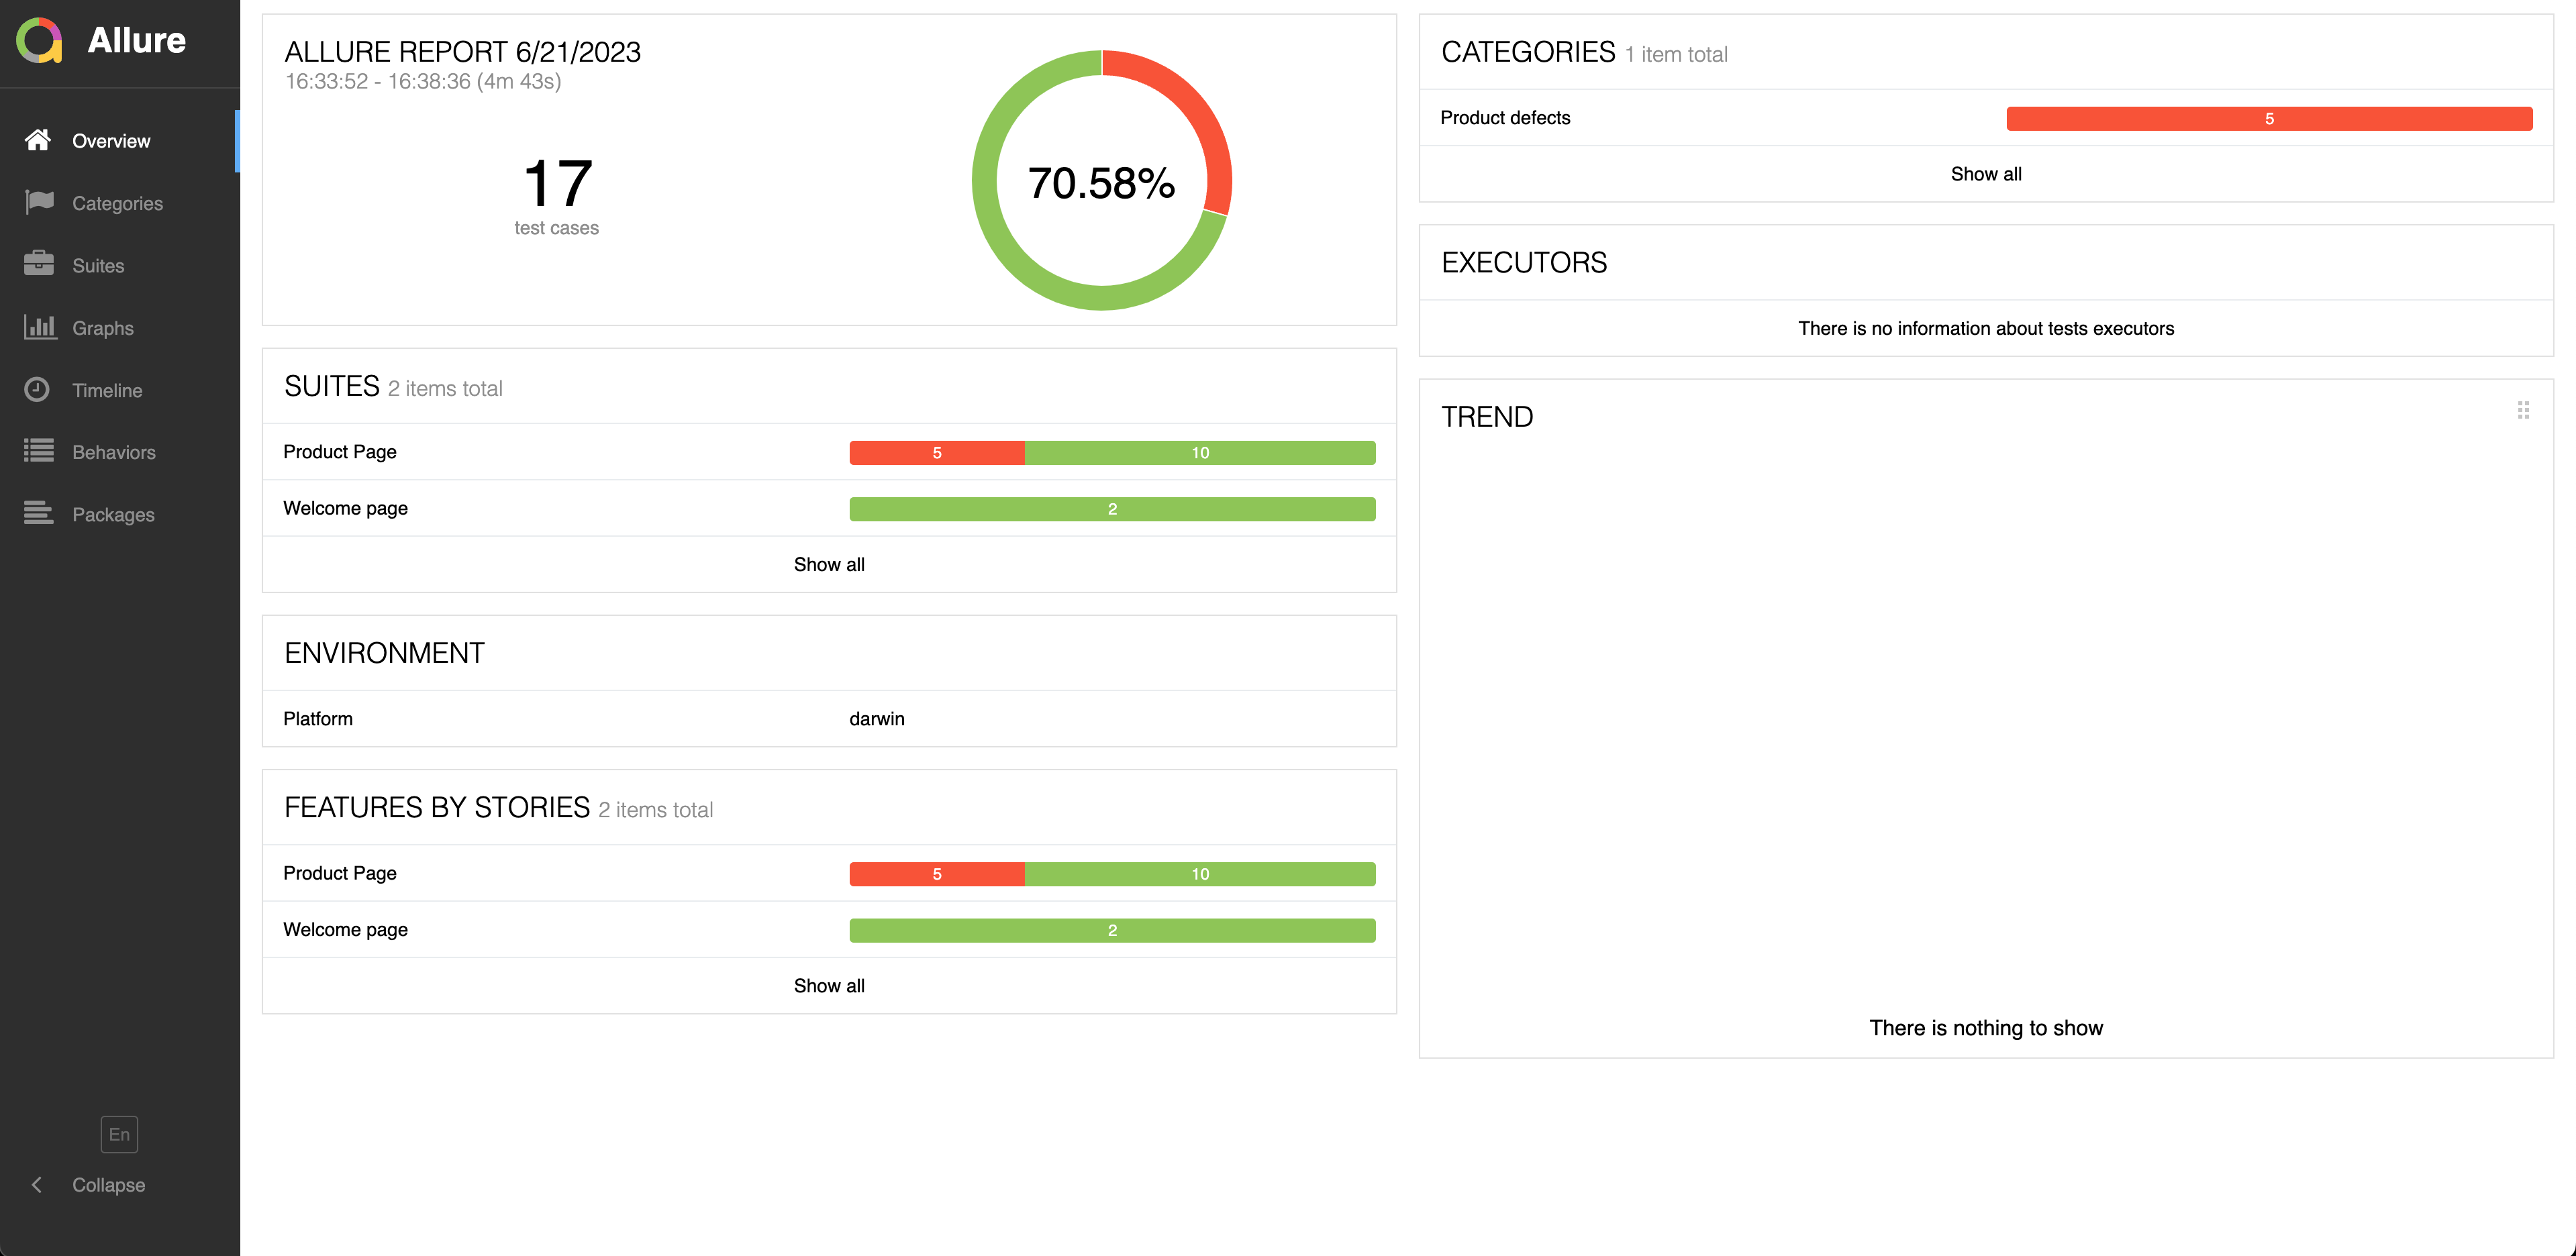 Allure
Overview
Categories
Suites
Graphs
Timeline
Behaviors
Packages
En
Collapse
ALLURE REPORT 6/21/2023
16:33:52 - 16:38:36 (4m 43s)
17
test cases
70.58%
SUITES 2 items total
Product Page 5 10
Welcome page 2
Show all
ENVIRONMENT
Platform darwin
FEATURES BY STORIES 2 items total
Product Page 5 10
Welcome page 2
Show all
CATEGORIES 1 item total
Product defects 5
Show all
EXECUTORS
There is no information about tests executors
TREND
There is nothing to show